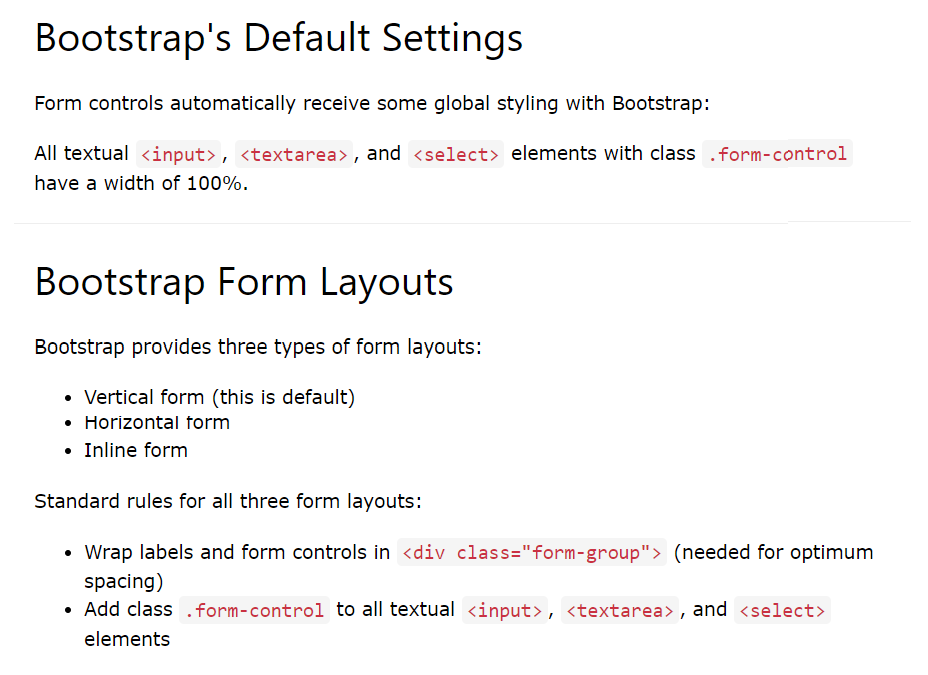 Bootstrap's Default Settings
Form controls automatically receive some global styling with Bootstrap:
All textual <input>, <textarea>, and <select> elements with class .form-control
have a width of 100%.
Bootstrap Form Layouts
Bootstrap provides three types of form layouts:
• Vertical form (this is default)
• Horizontal form
• Inline form
Standard rules for all three form layouts:
• Wrap labels and form controls in <div class="form-group"> (needed for optimum
spacing)
• Add class .form-control to all textual <input>, <textarea>, and <select>
elements